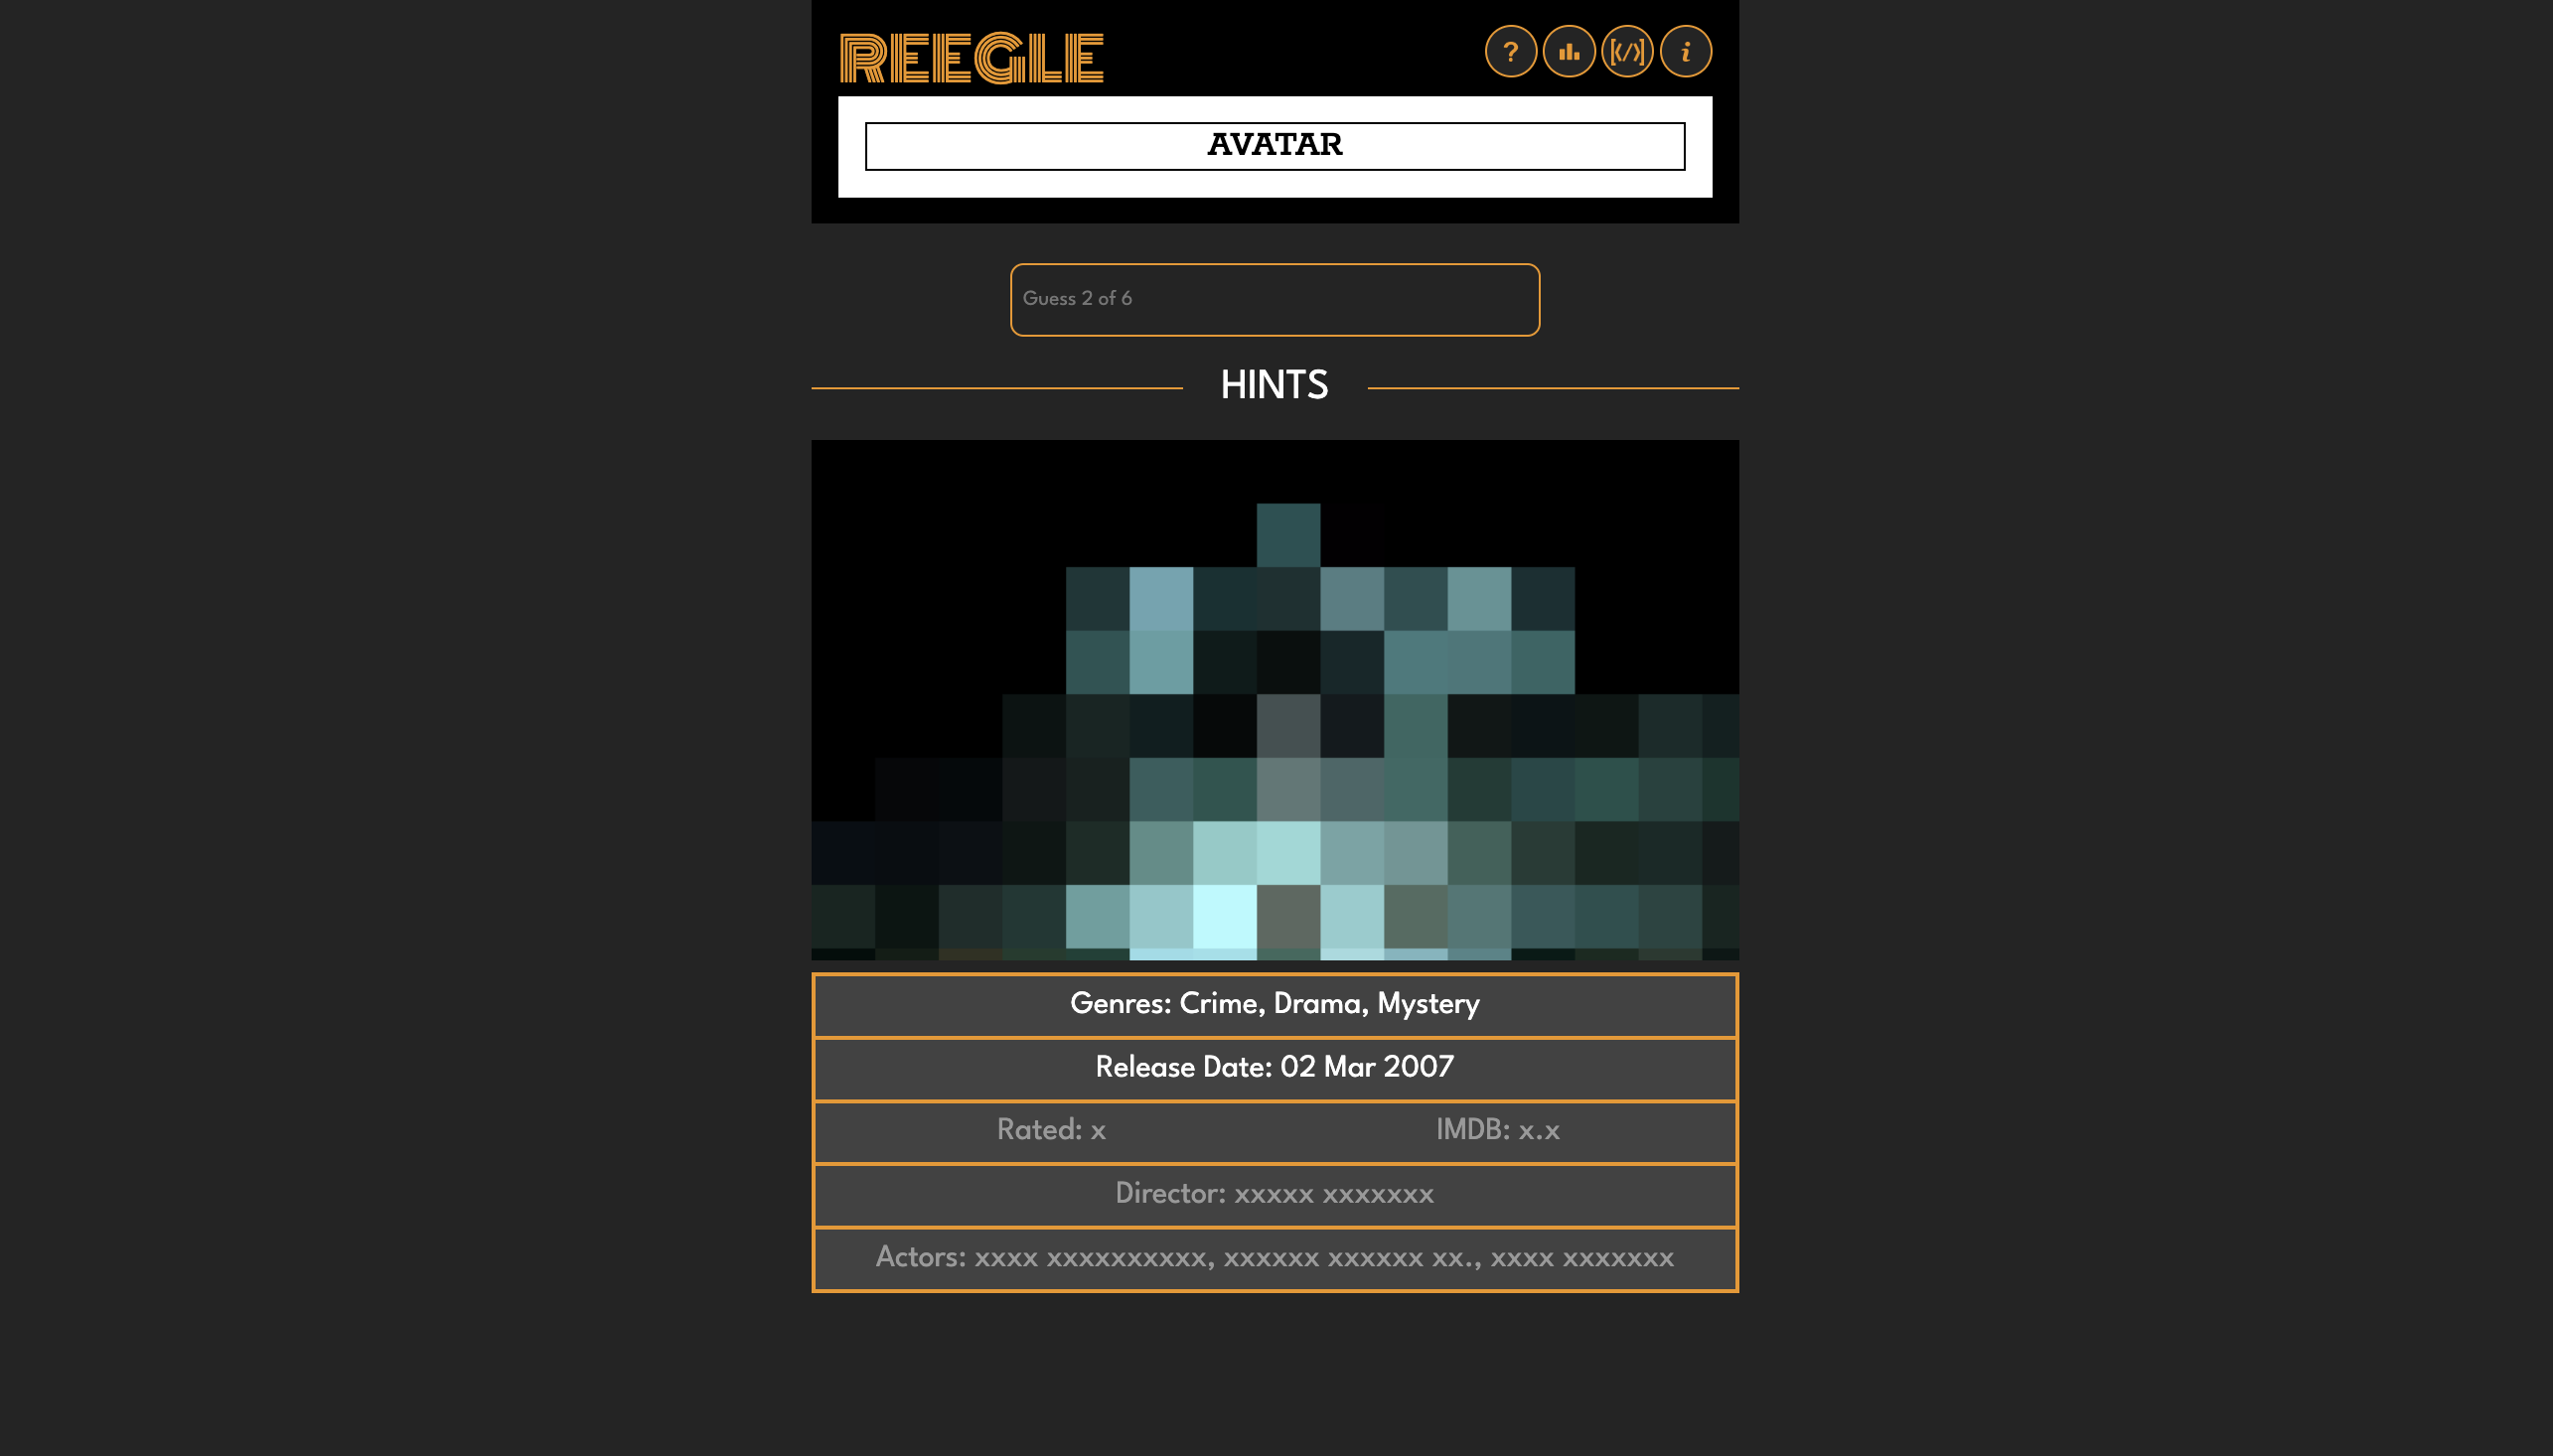 REEGLE
? [</>] i
AVATAR
Guess 2 of 6
HINTS
Genres: Crime, Drama, Mystery
Release Date: 02 Mar 2007
Rated: x IMDB: x.x
Director: xxxxx xxxxxxx
Actors: xxxx xxxxxxxxxx, xxxxxx xxxxxx xx., xxxx xxxxxxx